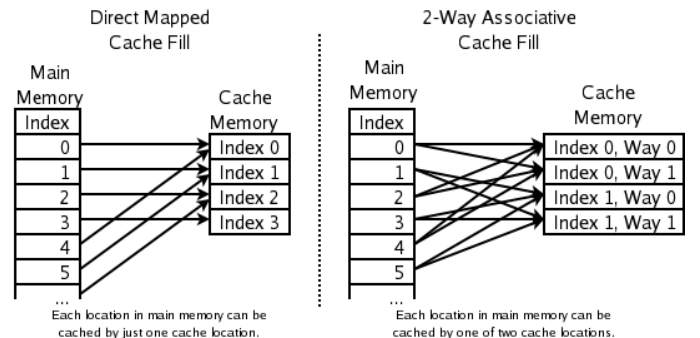 Direct Mapped
Cache Fill
Main
Memory
Cache
Memory
Index
0
1
2
3
4
5
...
Index 0
Index 1
Index 2
Index 3
Each location in main memory can be
cached by just one cache location.
2-Way Associative
Cache Fill
Main
Memory
Cache
Memory
Index
0
1
2
3
4
5
...
Index 0, Way 0
Index 0, Way 1
Index 1, Way 0
Index 1, Way 1
Each location in main memory can be
cached by one of two cache locations.